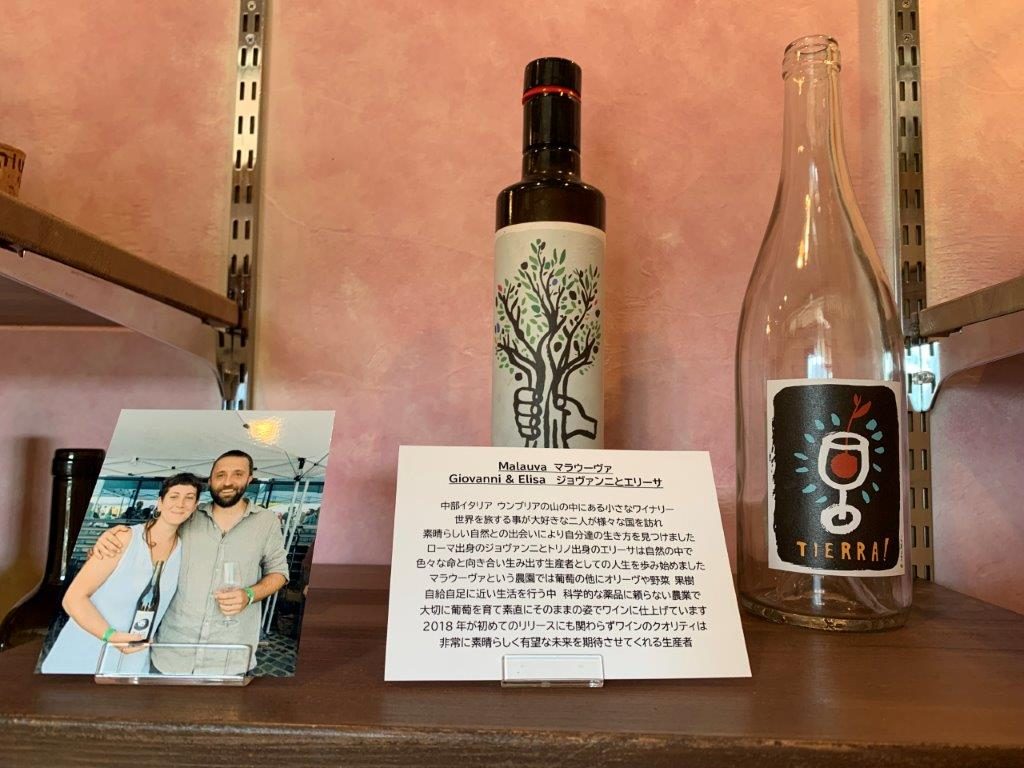 Malauva マラウーヴァ
Giovanni & Elisa ジョヴァンニとエリーサ
中部イタリア ウンブリアの山の中にある小さなワイナリー
世界を旅する事が大好きな二人が様々な国を訪れ
素晴らしい自然との出会いにより自分達の生き方を見つけました
ローマ出身のジョヴァンニとトリノ出身のエリーサは自然の中で
色々な命と向き合い生み出す生産者としての人生を歩み始めました
マラウーヴァという農園では葡萄の他にオリーヴや野菜 果樹
自給自足に近い生活を行う中 科学的な薬品に頼らない農業で
大切に葡萄を育て素直にそのままの姿でワインに仕上げています
2018年が初めてのリリースにも関わらずワインのクオリティは
非常に素晴らしく有望な未来を期待させてくれる生産者
TIERRA!